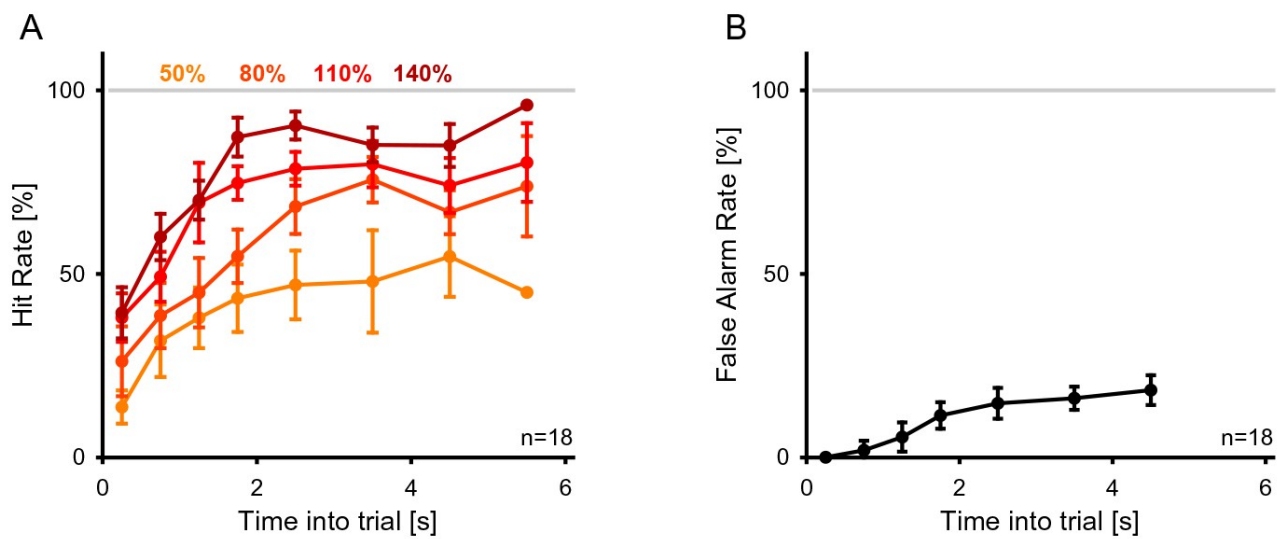 A
50% 80% 110% 140%
100
50
0
Hit Rate [%]
n=18
0 2 4 6
Time into trial [s]
B
100
50
0
False Alarm Rate [%]
n=18
0 2 4 6
Time into trial [s]